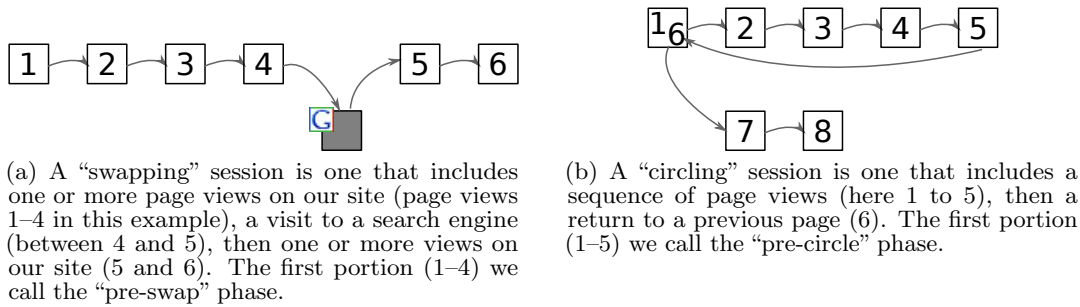 1 2 3 4 5 6
G
(a) A “swapping” session is one that includes
one or more page views on our site (page views
1–4 in this example), a visit to a search engine
(between 4 and 5), then one or more views on
our site (5 and 6). The first portion (1–4) we
call the “pre-swap” phase.
1 6 2 3 4 5
7 8
(b) A “circling” session is one that includes a
sequence of page views (here 1 to 5), then a
return to a previous page (6). The first portion
(1–5) we call the “pre-circle” phase.